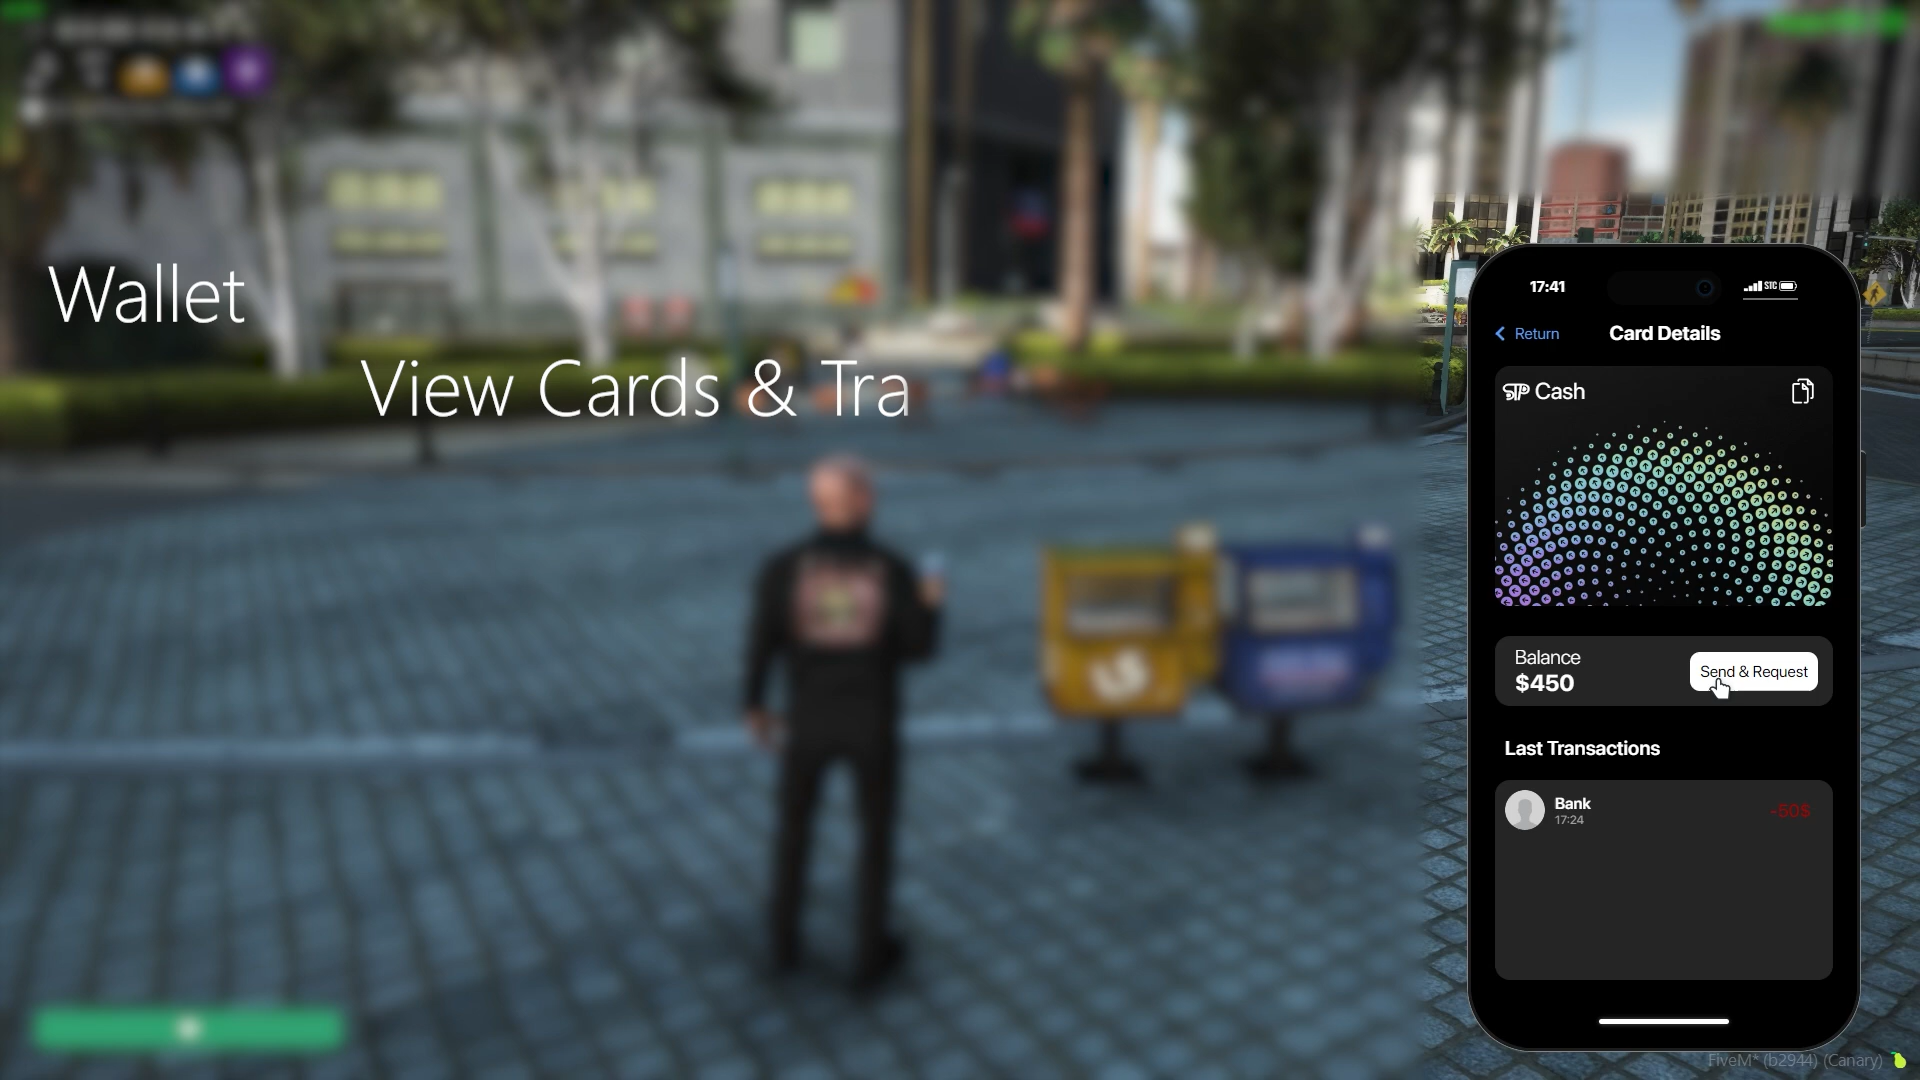 Wallet
View Cards & Tra
17:41
STC
Return
Card Details
Cash
Balance
$450
Send & Request
Last Transactions
Bank
17:24
-50$
FiveM* (b2944) (Canary)